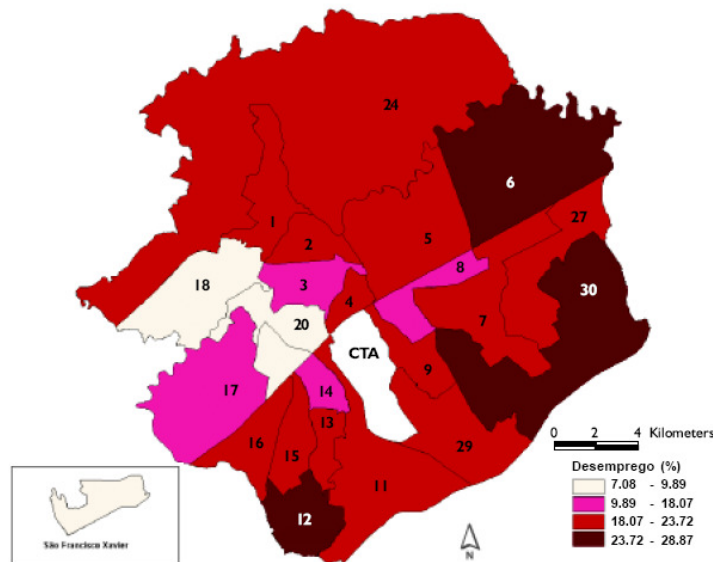 24
6
27
1
2
5
8
18
3
30
4
20
7
CTA
9
17
14
13
16
29
15
11
12
0 2 4 Kilometers
Desemprego (%)
7.08 - 9.89
9.89 - 18.07
18.07 - 23.72
23.72 - 28.87
São Francisco Xavier
N